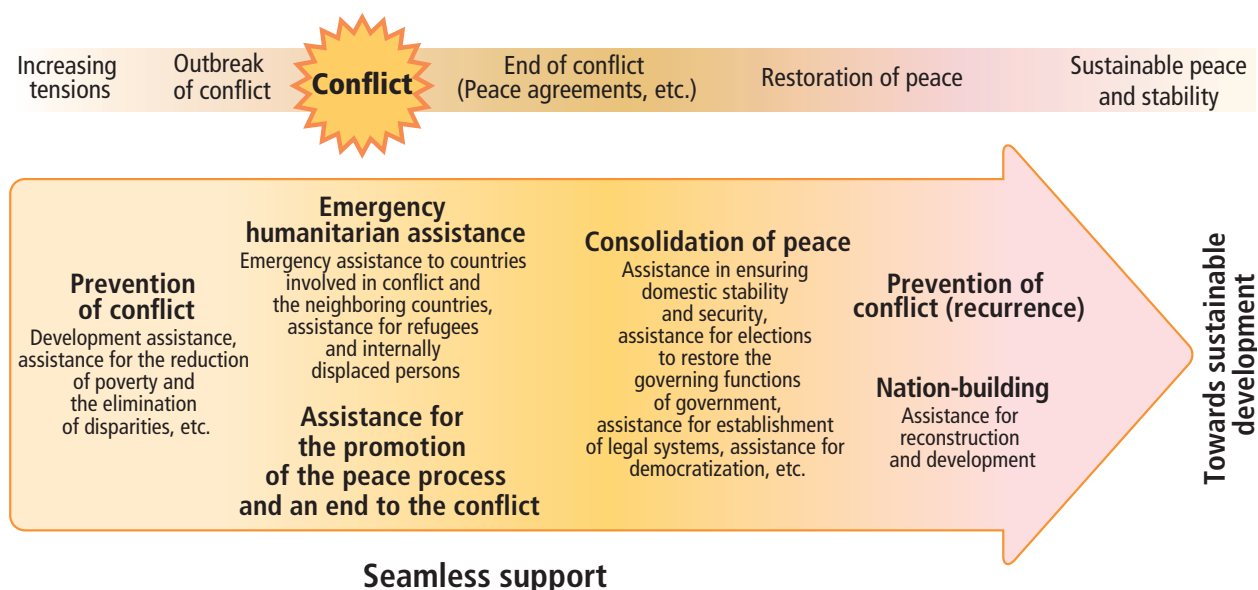 Increasing
tensions
Outbreak
of conflict
Conflict
End of conflict
(Peace agreements, etc.)
Restoration of peace
Sustainable peace
and stability
Prevention
of conflict
Development assistance,
assistance for the reduction
of poverty and
the elimination
of disparities, etc.
Emergency
humanitarian assistance
Emergency assistance to countries
involved in conflict and
the neighboring countries,
assistance for refugees
and internally
displaced persons
Assistance for
the promotion
of the peace process
and an end to the conflict
Consolidation of peace
Assistance in ensuring
domestic stability
and security,
assistance for elections
to restore the
governing functions
of government,
assistance for establishment
of legal systems, assistance for
democratization, etc.
Prevention of
conflict (recurrence)
Nation-building
Assistance for
reconstruction
and development
Towards sustainable
development
Seamless support